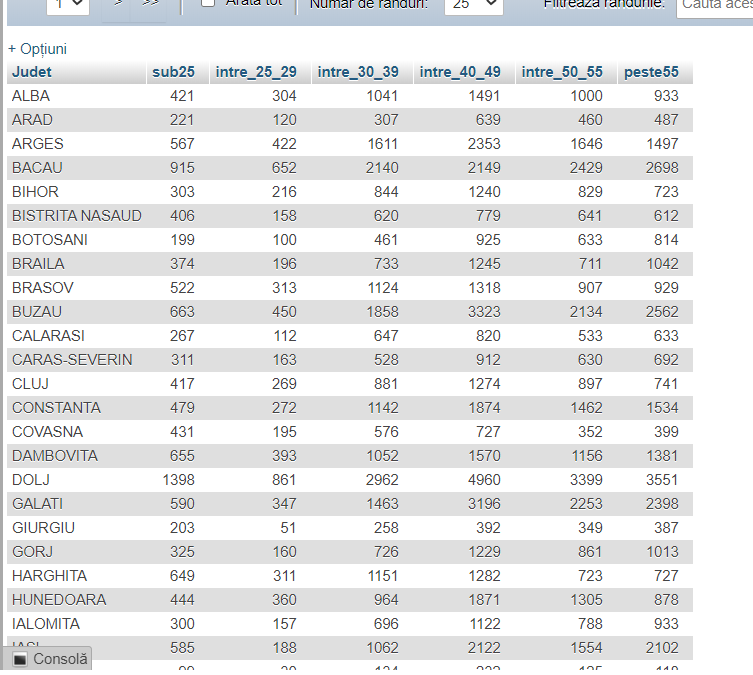 1 > >> Arată tot Număr de rânduri: 25 Filtrează rândurile: Caută aces
+ Opțiuni
Judet sub25 intre_25_29 intre_30_39 intre_40_49 intre_50_55 peste55
ALBA 421 304 1041 1491 1000 933
ARAD 221 120 307 639 460 487
ARGES 567 422 1611 2353 1646 1497
BACAU 915 652 2140 2149 2429 2698
BIHOR 303 216 844 1240 829 723
BISTRITA NASAUD 406 158 620 779 641 612
BOTOSANI 199 100 461 925 633 814
BRAILA 374 196 733 1245 711 1042
BRASOV 522 313 1124 1318 907 929
BUZAU 663 450 1858 3323 2134 2562
CALARASI 267 112 647 820 533 633
CARAS-SEVERIN 311 163 528 912 630 692
CLUJ 417 269 881 1274 897 741
CONSTANTA 479 272 1142 1874 1462 1534
COVASNA 431 195 576 727 352 399
DAMBOVITA 655 393 1052 1570 1156 1381
DOLJ 1398 861 2962 4960 3399 3551
GALATI 590 347 1463 3196 2253 2398
GIURGIU 203 51 258 392 349 387
GORJ 325 160 726 1229 861 1013
HARGHITA 649 311 1151 1282 723 727
HUNEDOARA 444 360 964 1871 1305 878
IALOMITA 300 157 696 1122 788 933
IASI 585 188 1062 2122 1554 2102
Consolă